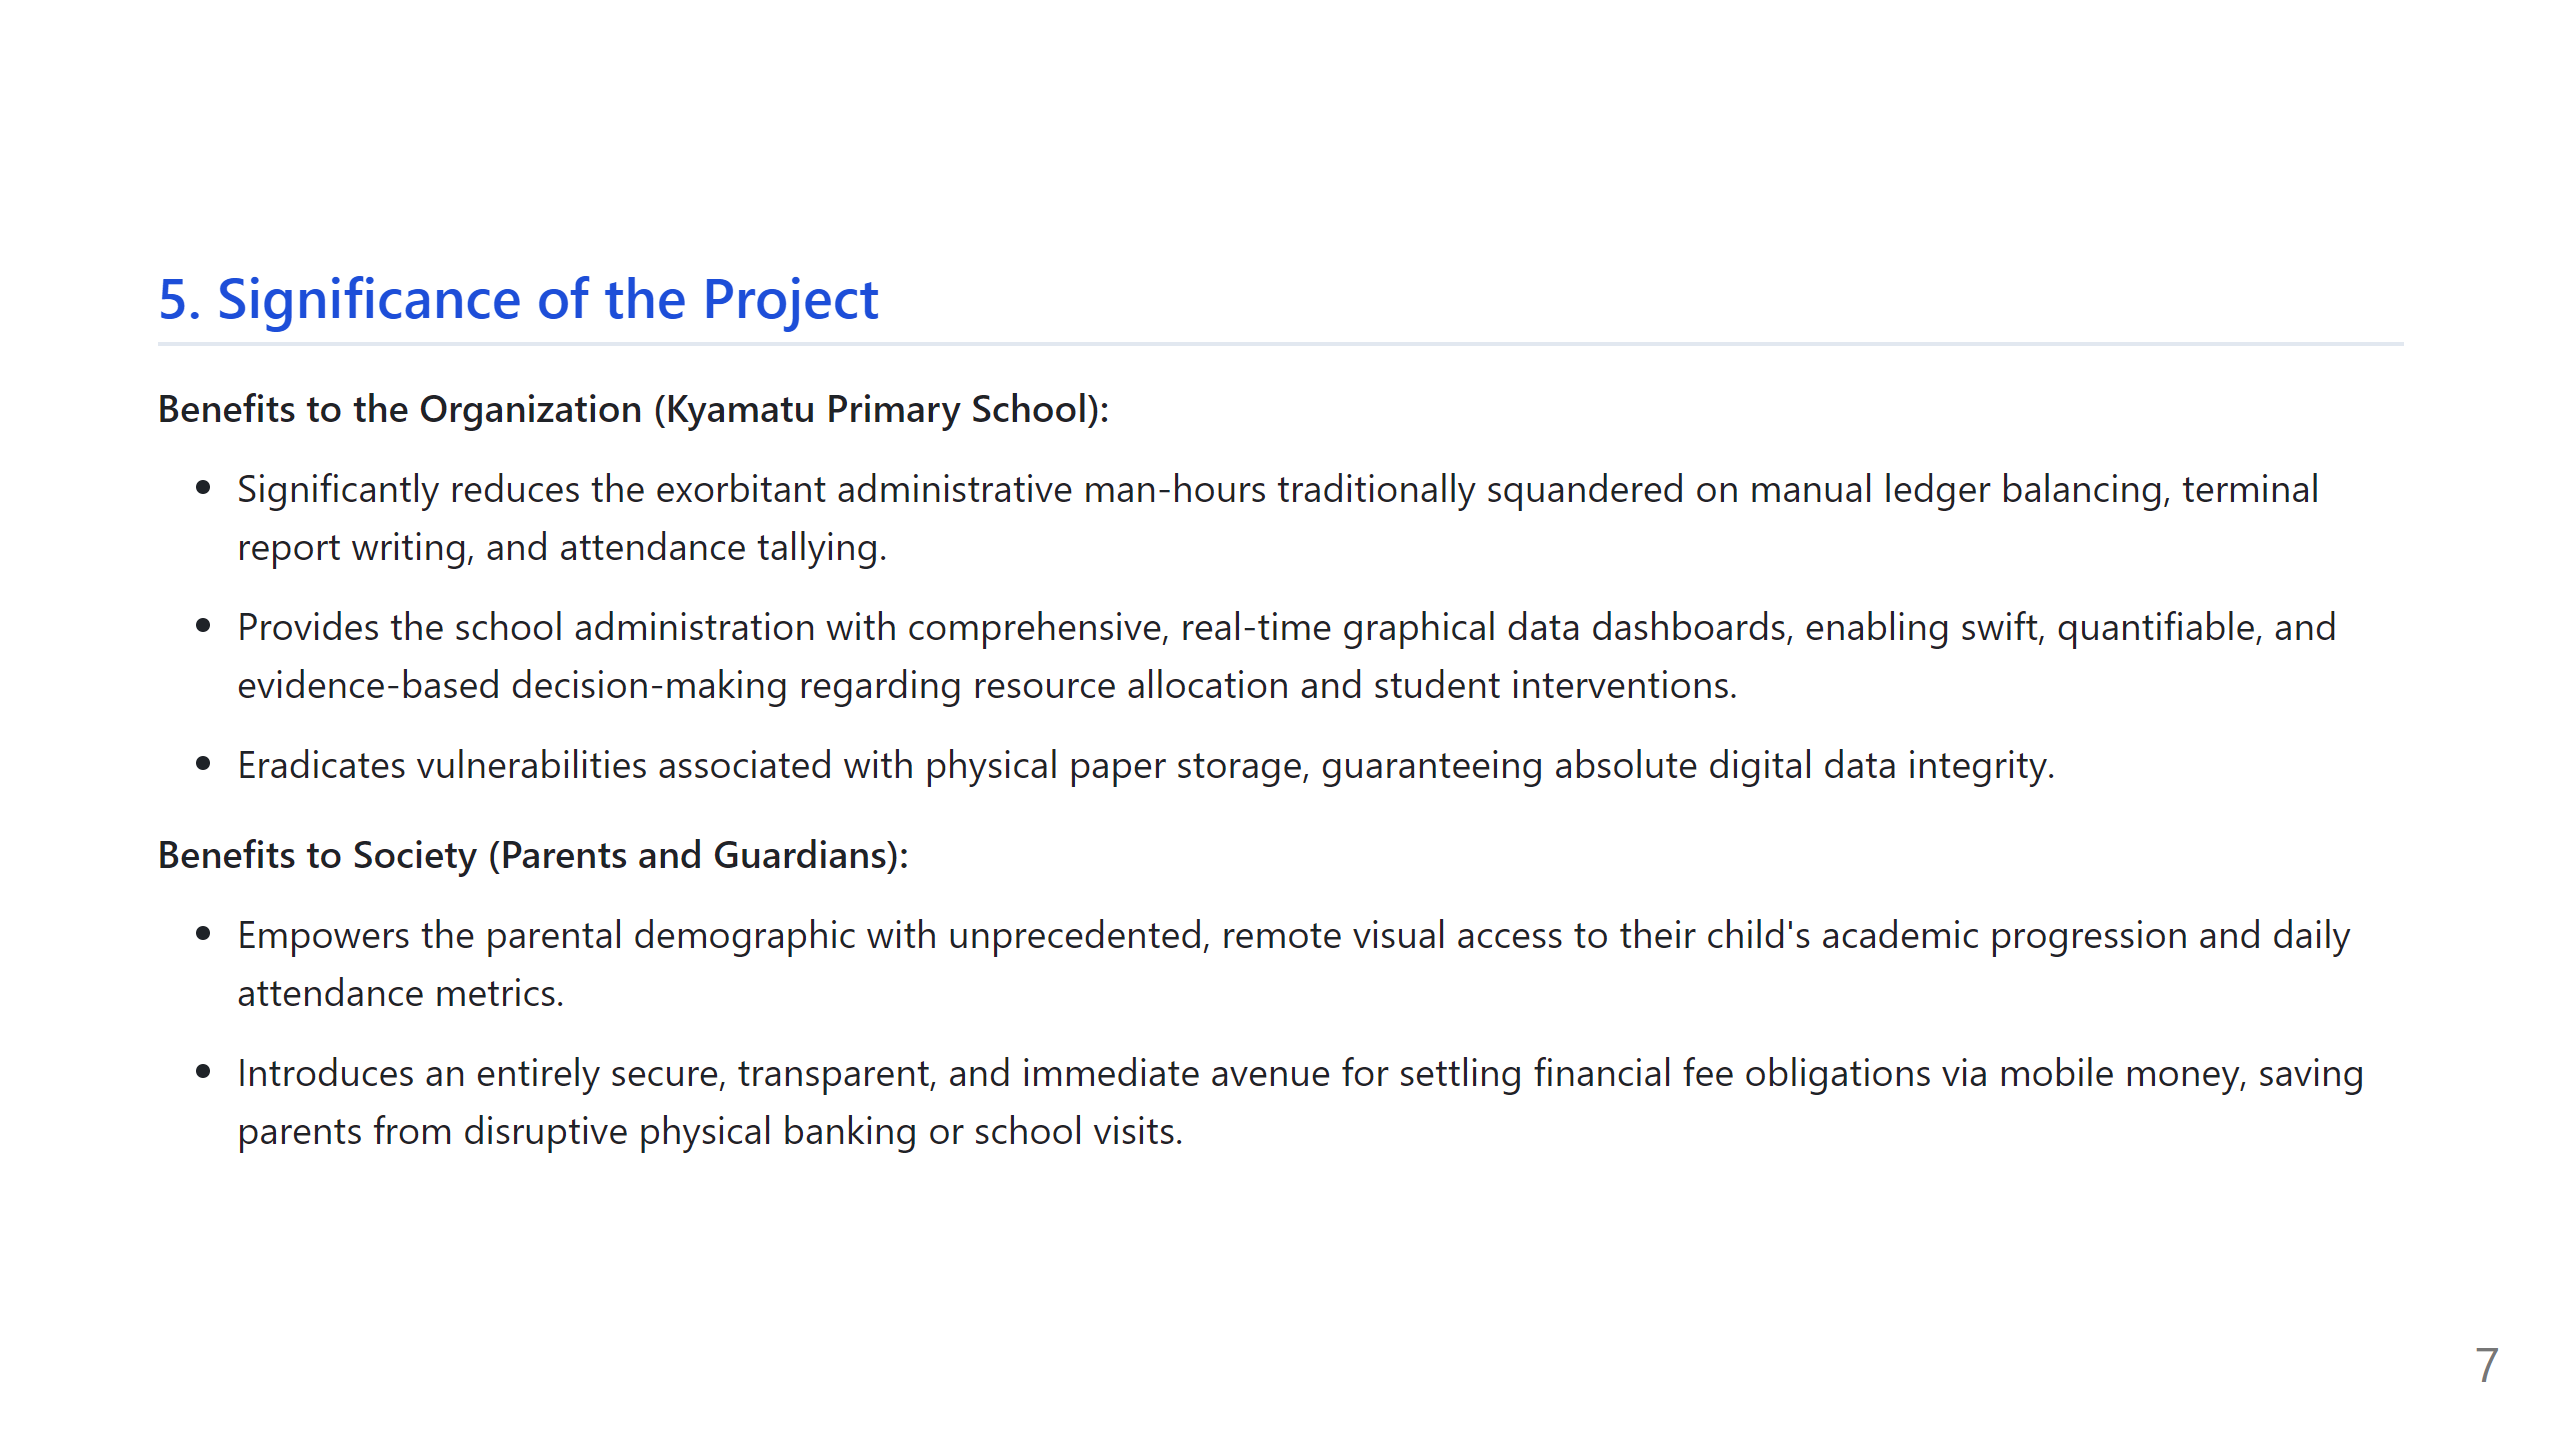 5. Significance of the Project
Benefits to the Organization (Kyamatu Primary School):
• Significantly reduces the exorbitant administrative man-hours traditionally squandered on manual ledger balancing, terminal
report writing, and attendance tallying.
• Provides the school administration with comprehensive, real-time graphical data dashboards, enabling swift, quantifiable, and
evidence-based decision-making regarding resource allocation and student interventions.
• Eradicates vulnerabilities associated with physical paper storage, guaranteeing absolute digital data integrity.
Benefits to Society (Parents and Guardians):
• Empowers the parental demographic with unprecedented, remote visual access to their child's academic progression and daily
attendance metrics.
• Introduces an entirely secure, transparent, and immediate avenue for settling financial fee obligations via mobile money, saving
parents from disruptive physical banking or school visits.
7